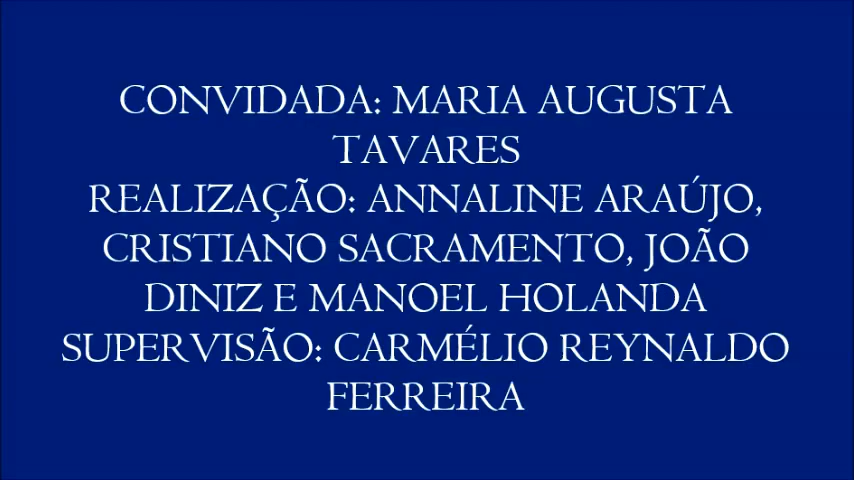 CONVIDADA: MARIA AUGUSTA
TAVARES
REALIZAÇÃO: ANNALINE ARAÚJO,
CRISTIANO SACRAMENTO, JOÃO
DINIZ E MANOEL HOLANDA
SUPERVISÃO: CARMÉLIO REYNALDO
FERREIRA